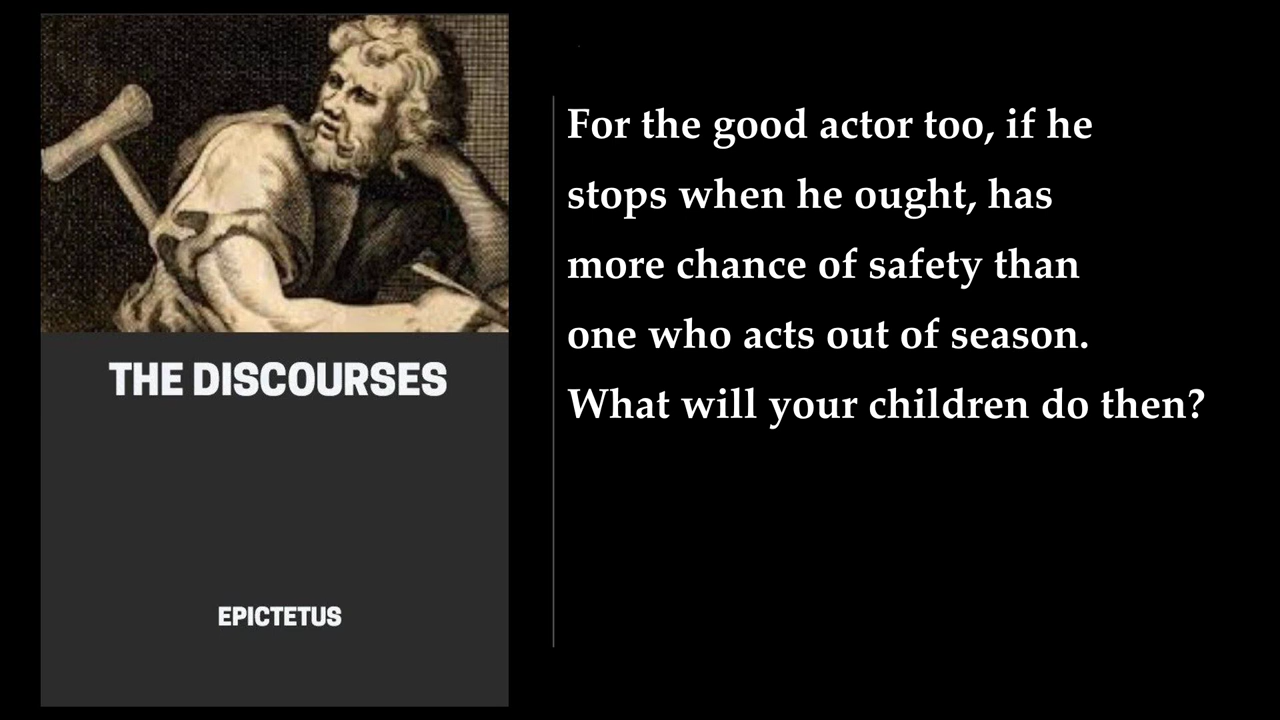 THE DISCOURSES
EPICTETUS
For the good actor too, if he
stops when he ought, has
more chance of safety than
one who acts out of season.
What will your children do then?